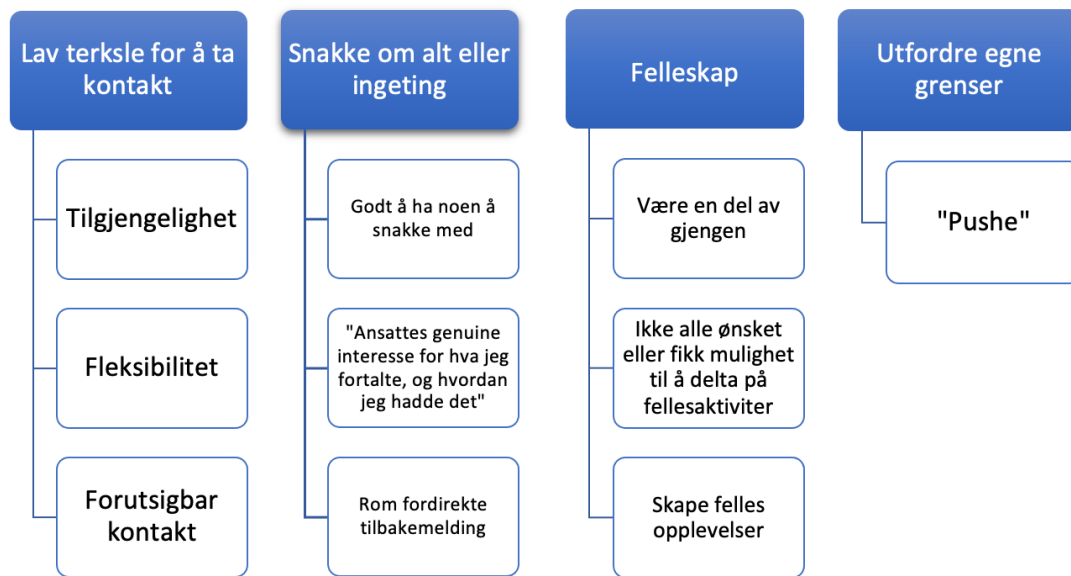 Lav terksle for å ta
kontakt
Tilgjengelighet
Fleksibilitet
Forutsigbar
kontakt
Snakke om alt eller
ingeting
Godt å ha noen å
snakke med
"Ansattes genuine
interesse for hva jeg
fortalte, og hvordan
jeg hadde det"
Rom fordirekte
tilbakemelding
Felleskap
Være en del av
gjengen
Ikke alle ønsket
eller fikk mulighet
til å delta på
fellesaktiviter
Skape felles
opplevelser
Utfordre egne
grenser
"Pushe"